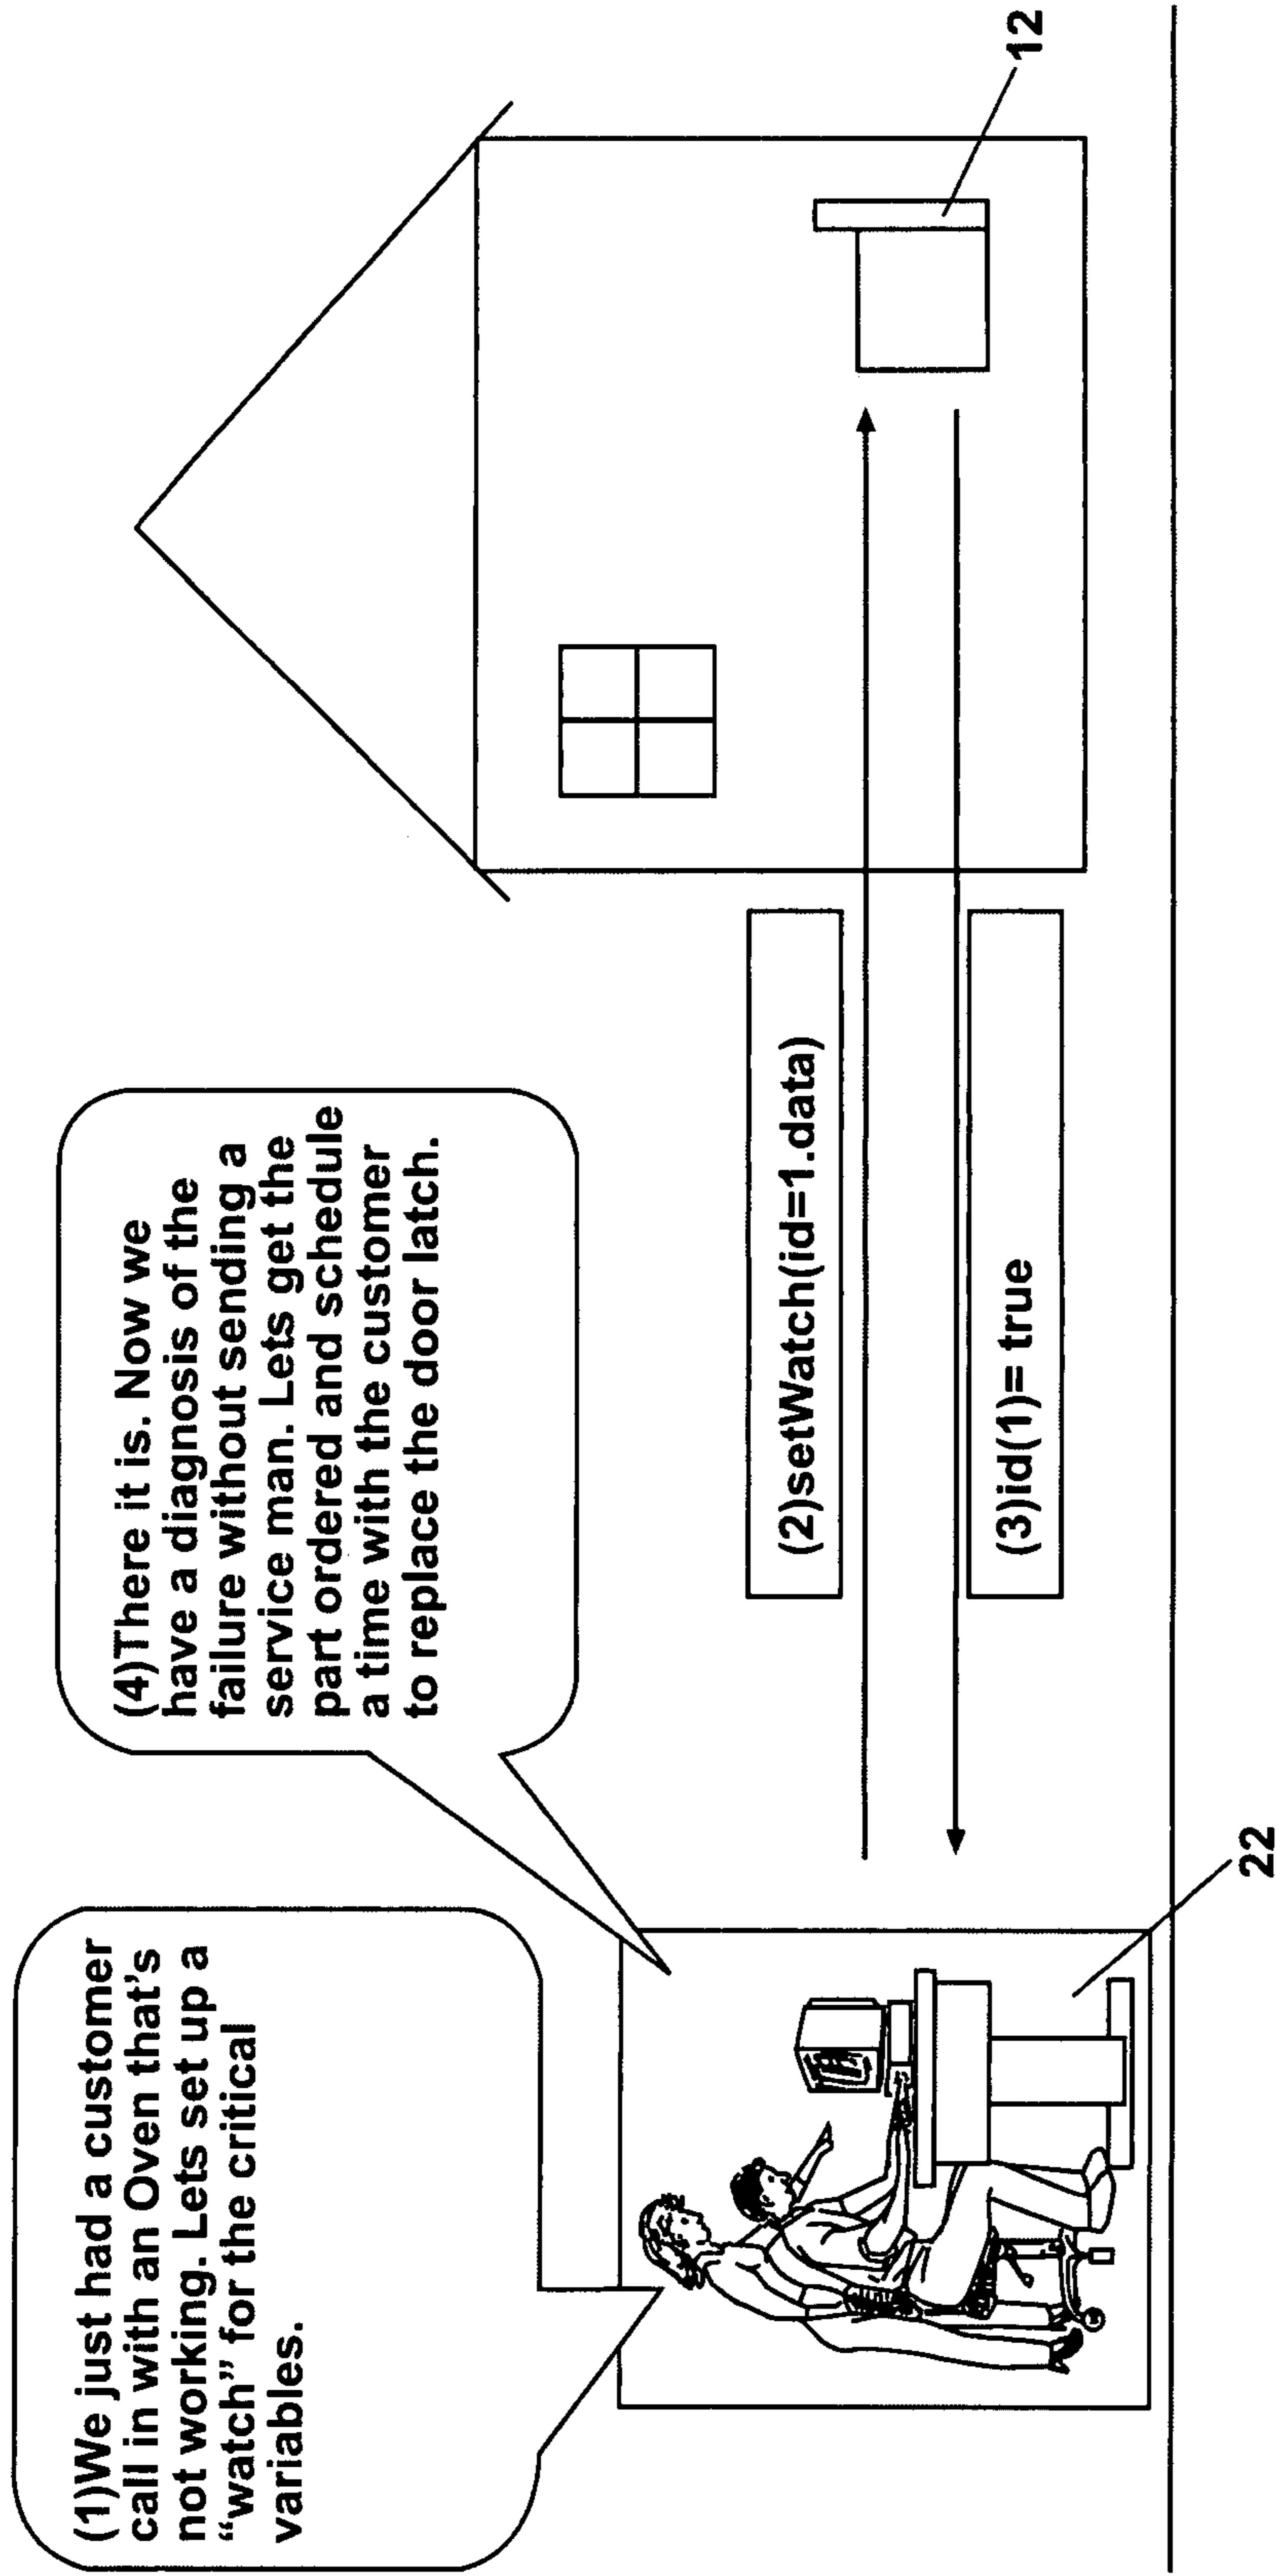 (1)We just had a customer
call in with an Oven that's
not working. Lets set up a
“watch” for the critical
variables.
(4)There it is. Now we
have a diagnosis of the
failure without sending a
service man. Lets get the
part ordered and schedule
a time with the customer
to replace the door latch.
(2)setWatch(id=1.data)
(3)id(1)= true
12
22